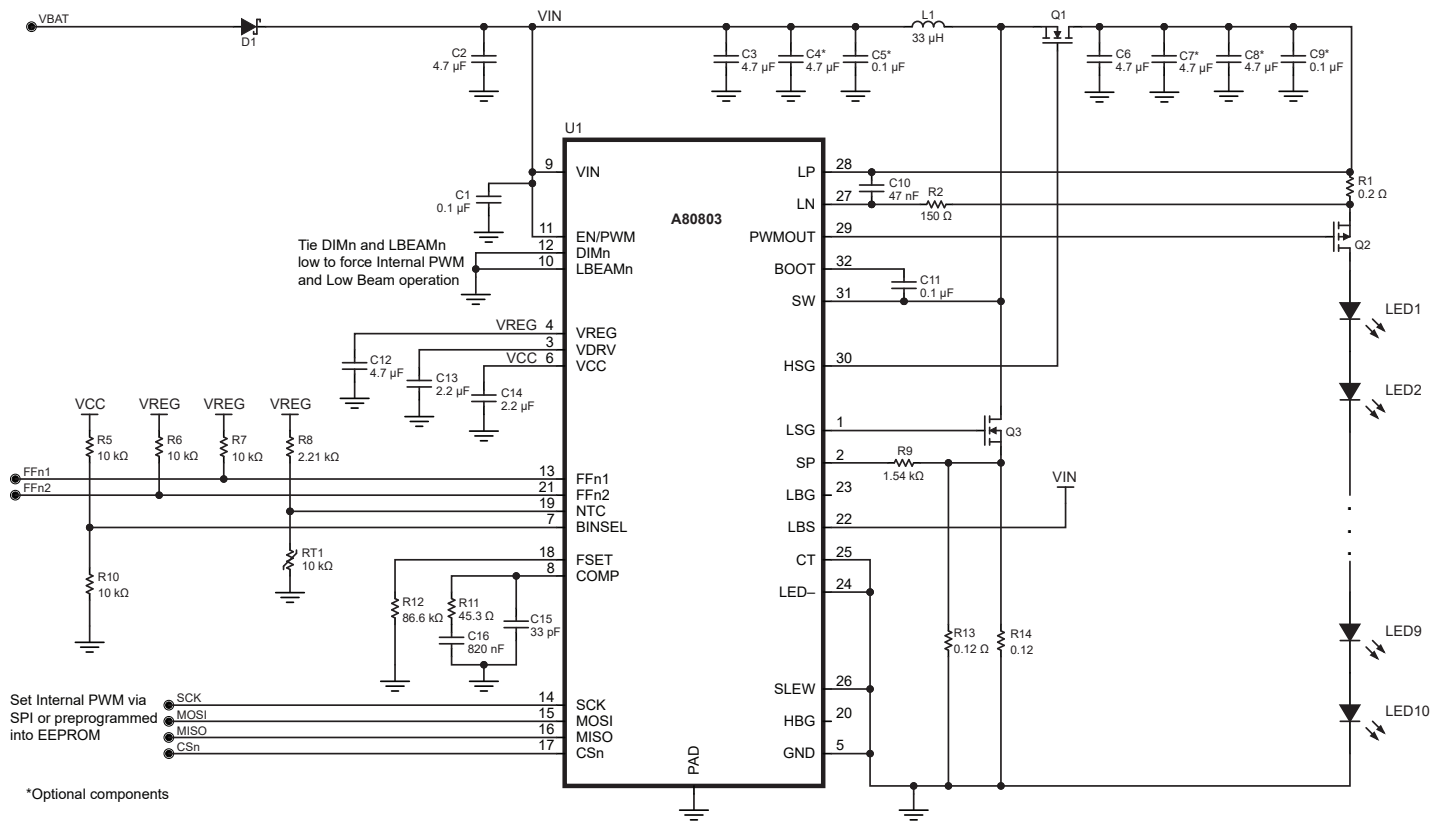 VBAT
D1
VIN
C2
4.7 µF
C3
4.7 µF
C4*
4.7 µF
C5*
0.1 µF
L1
33 µH
Q1
C6
4.7 µF
C7*
4.7 µF
C8*
4.7 µF
C9*
0.1 µF
U1
A80803
9 VIN
C1
0.1 µF
11 EN/PWM
12 DIMn
10 LBEAMn
Tie DIMn and LBEAMn
low to force Internal PWM
and Low Beam operation
VREG 4 VREG
3 VDRV
VCC 6 VCC
C12
4.7 µF
C13
2.2 µF
C14
2.2 µF
VCC
VREG
VREG
VREG
R5
10 kΩ
R6
10 kΩ
R7
10 kΩ
R8
2.21 kΩ
FFn1
FFn2
13 FFn1
21 FFn2
19 NTC
7 BINSEL
RT1
10 kΩ
R10
10 kΩ
18 FSET
8 COMP
R12
86.6 kΩ
R11
45.3 Ω
C16
820 nF
C15
33 pF
Set Internal PWM via
SPI or preprogrammed
into EEPROM
SCK
MOSI
MISO
CSn
14 SCK
15 MOSI
16 MISO
17 CSn
PAD
*Optional components
LP 28
LN 27
C10
47 nF
R2
150 Ω
R1
0.2 Ω
PWMOUT 29
Q2
BOOT 32
C11
0.1 µF
SW 31
HSG 30
LSG 1
Q3
SP 2
R9
1.54 kΩ
LBG 23
LBS 22
VIN
CT 25
LED– 24
R13
0.12 Ω
R14
0.12
SLEW 26
HBG 20
GND 5
LED1
LED2
LED9
LED10